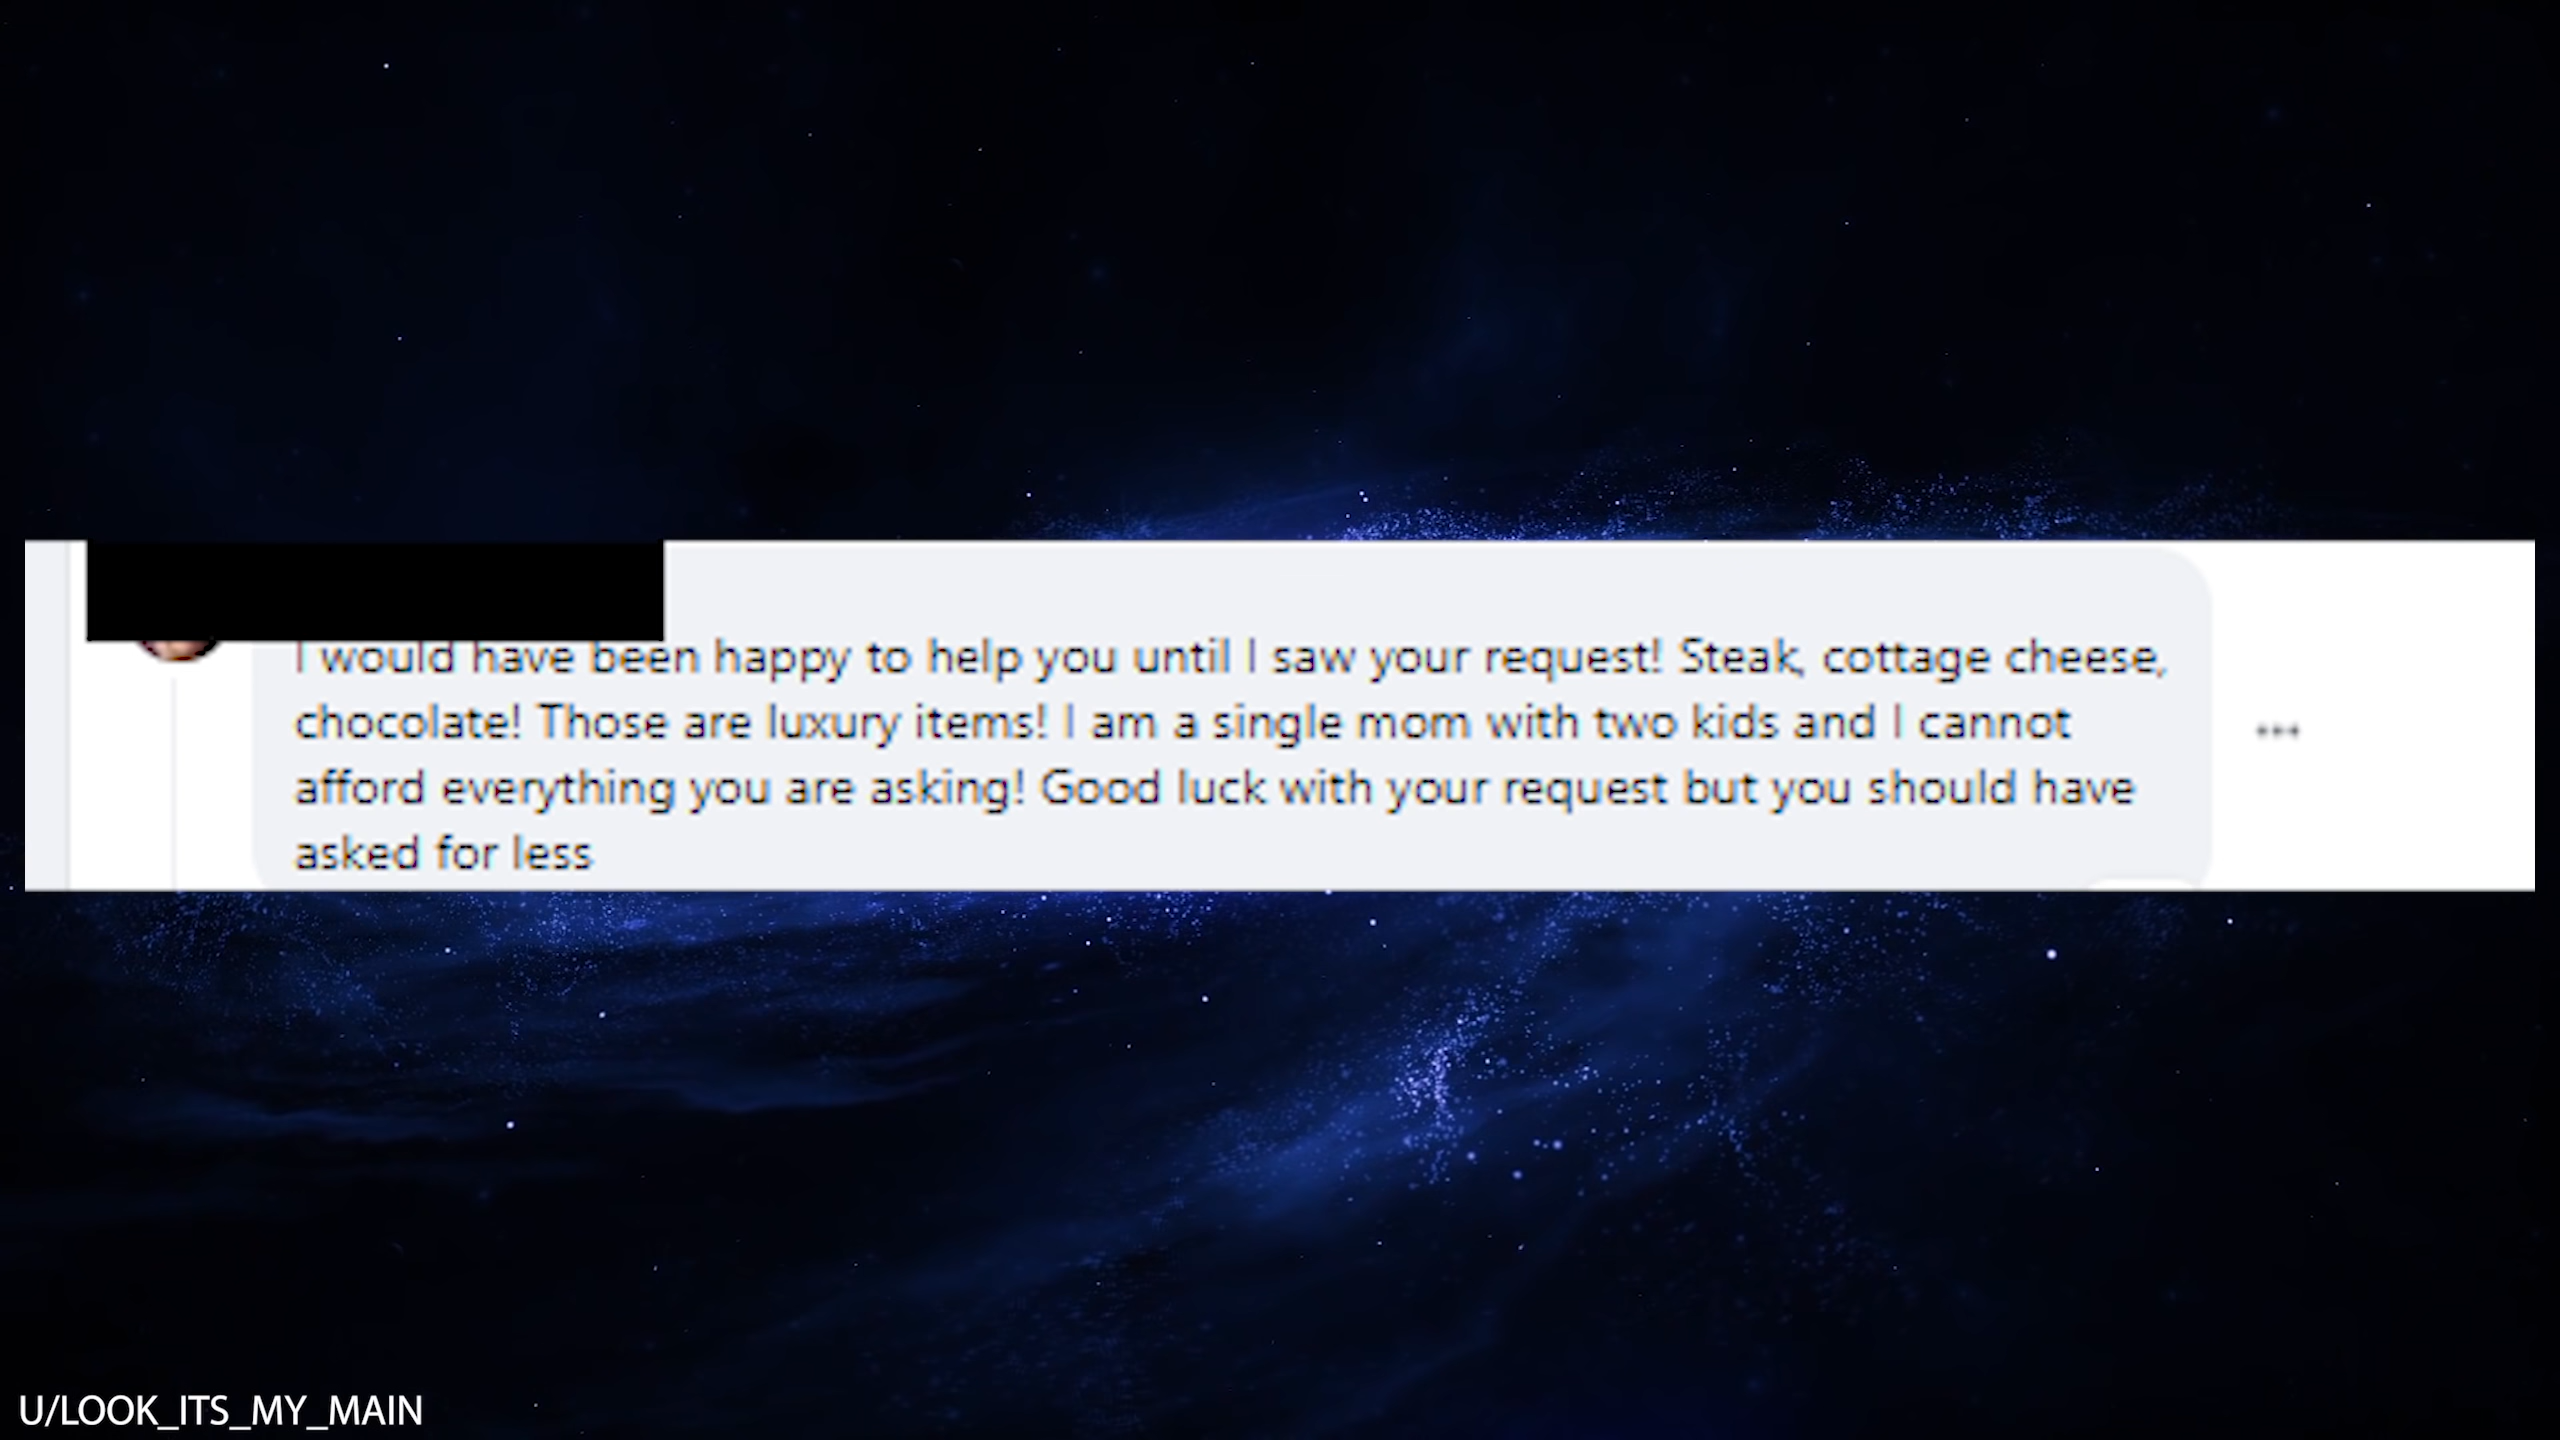 I would have been happy to help you until I saw your request! Steak, cottage cheese,
chocolate! Those are luxury items! I am a single mom with two kids and I cannot
afford everything you are asking! Good luck with your request but you should have
asked for less
U/LOOK_ITS_MY_MAIN